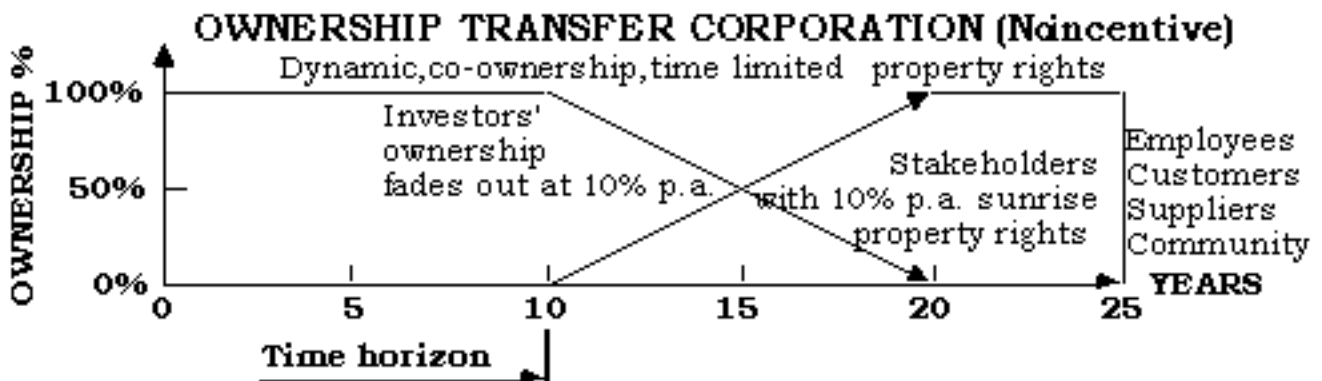 OWNERSHIP TRANSFER CORPORATION (No incentive)
Dynamic,co-ownership,time limited property rights
OWNERSHIP %
100%
50%
0%
Investors'
ownership
fades out at 10% p.a.
Stakeholders
with 10% p.a. sunrise
property rights
Employees
Customers
Suppliers
Community
0 5 10 15 20 25 YEARS
Time horizon